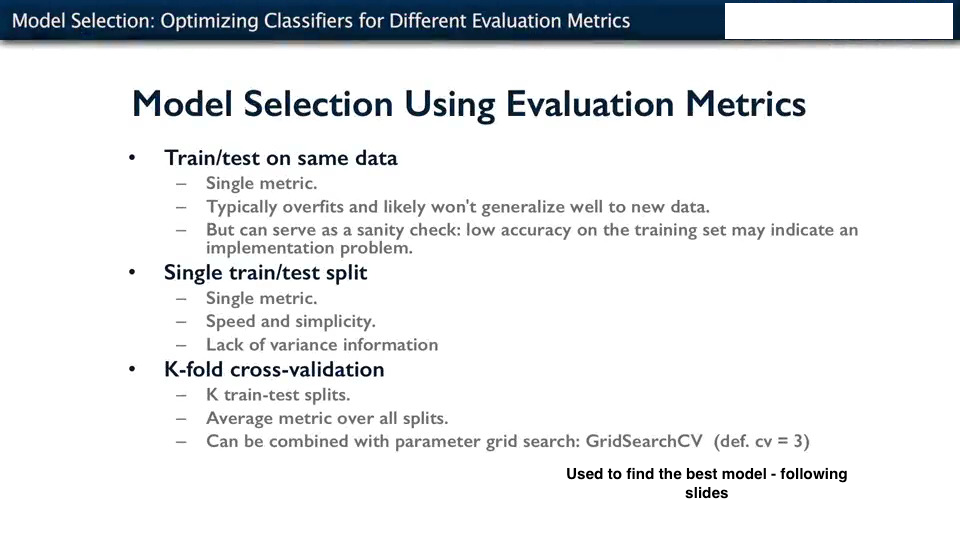 Model Selection: Optimizing Classifiers for Different Evaluation Metrics
Model Selection Using Evaluation Metrics
• Train/test on same data
– Single metric.
– Typically overfits and likely won't generalize well to new data.
– But can serve as a sanity check: low accuracy on the training set may indicate an
implementation problem.
• Single train/test split
– Single metric.
– Speed and simplicity.
– Lack of variance information
• K-fold cross-validation
– K train-test splits.
– Average metric over all splits.
– Can be combined with parameter grid search: GridSearchCV (def. cv = 3)
Used to find the best model - following
slides